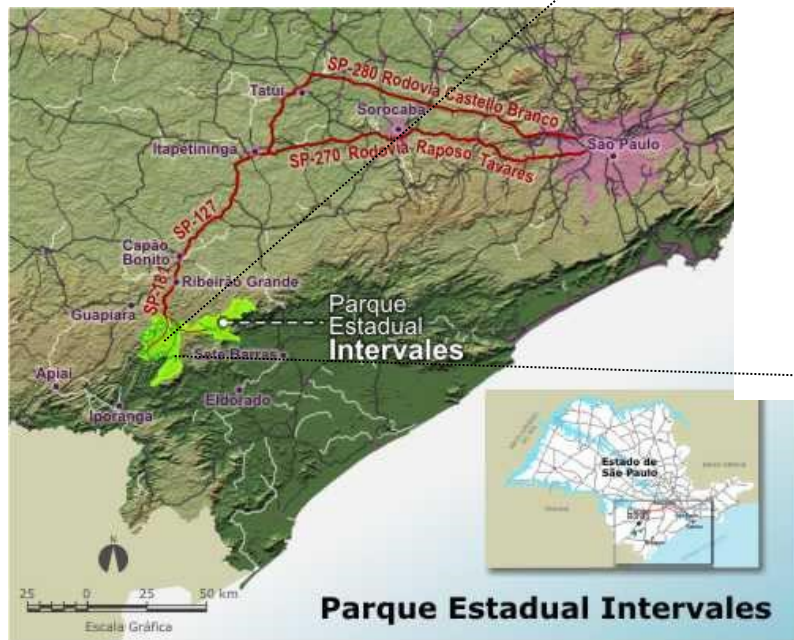 SP-280 Rodovia Castello Branco
Tatuí
Sorocaba
São Paulo
Itapetininga
SP-270 Rodovia Raposo Tavares
SP-127
Capão
Bonito
SP-181
Ribeirão Grande
Guapiara
Parque
Estadual
Intervales
Sete Barras
Apiaí
Eldorado
Iporanga
Estado de
São Paulo
N
25 0 25 50 km
Escala Gráfica
Parque Estadual Intervales